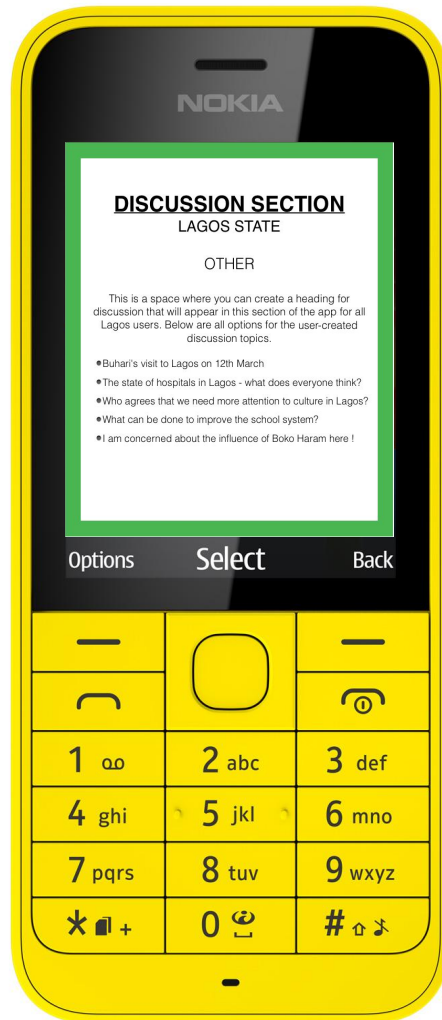 NOKIA
DISCUSSION SECTION
LAGOS STATE
OTHER
This is a space where you can create a heading for
discussion that will appear in this section of the app for all
Lagos users. Below are all options for the user-created
discussion topics.
Buhari's visit to Lagos on 12th March
The state of hospitals in Lagos - what does everyone think?
Who agrees that we need more attention to culture in Lagos?
What can be done to improve the school system?
I am concerned about the influence of Boko Haram here !
Options Select Back
1 2 abc 3 def
4 ghi 5 jkl 6 mno
7 pqrs 8 tuv 9 wxyz
* + 0 #